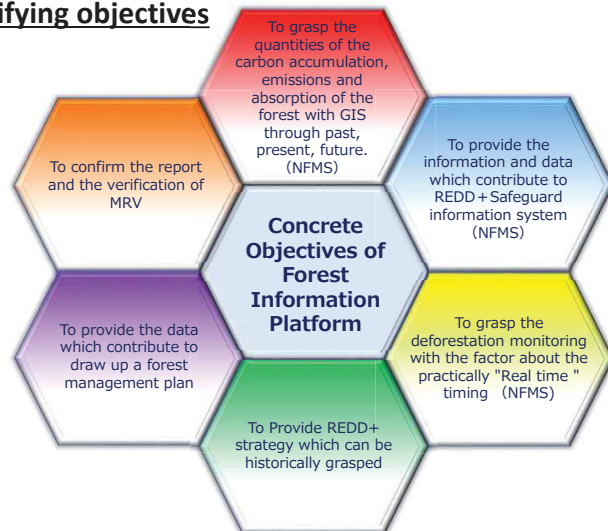 ifying objectives
To grasp the
quantities of the
carbon accumulation,
emissions and
absorption of the
forest with GIS
through past,
present, future.
(NFMS)
To provide the
information and data
which contribute to
REDD+Safeguard
information system
(NFMS)
To grasp the
deforestation monitoring
with the factor about the
practically "Real time "
timing (NFMS)
To Provide REDD+
strategy which can be
historically grasped
To provide the data
which contribute to
draw up a forest
management plan
To confirm the report
and the verification of
MRV
Concrete
Objectives of
Forest
Information
Platform